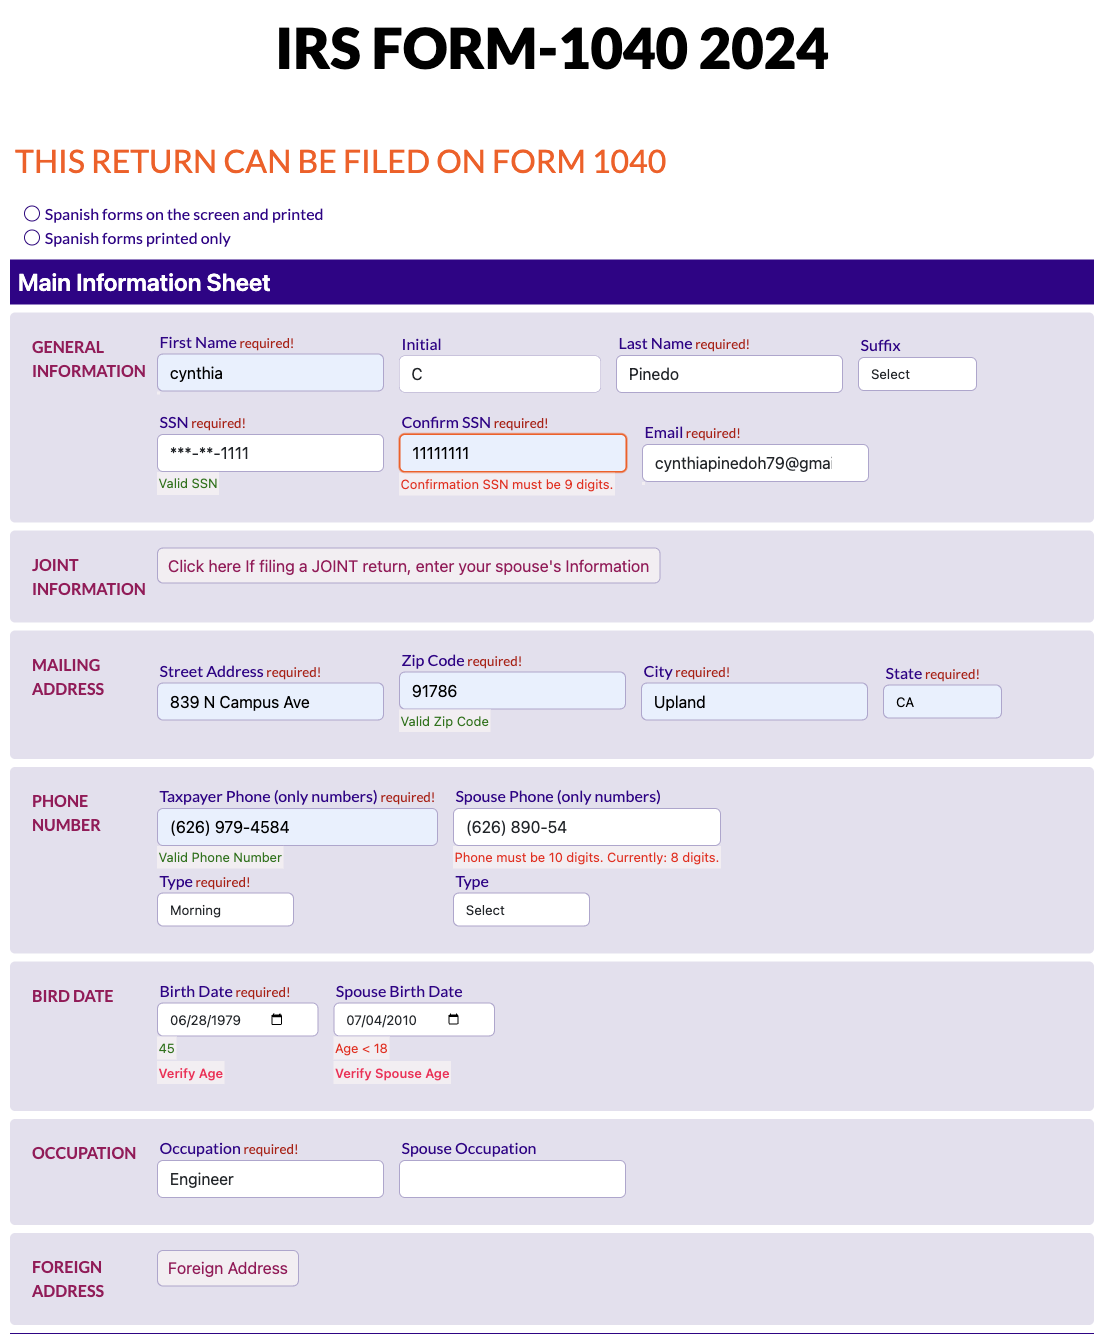 IRS FORM-1040 2024
THIS RETURN CAN BE FILED ON FORM 1040
Spanish forms on the screen and printed
Spanish forms printed only
Main Information Sheet
GENERAL INFORMATION
First Name required!
Initial
Last Name required!
Suffix
cynthia
C
Pinedo
Select
SSN required!
Confirm SSN required!
Email required!
***-**-1111
11111111
cynthiapinedoh79@gmai
Valid SSN
Confirmation SSN must be 9 digits.
JOINT INFORMATION
Click here If filing a JOINT return, enter your spouse's Information
MAILING ADDRESS
Street Address required!
Zip Code required!
City required!
State required!
839 N Campus Ave
91786
Upland
CA
Valid Zip Code
PHONE NUMBER
Taxpayer Phone (only numbers) required!
Spouse Phone (only numbers)
(626) 979-4584
(626) 890-54
Valid Phone Number
Phone must be 10 digits. Currently: 8 digits.
Type required!
Type
Morning
Select
BIRD DATE
Birth Date required!
Spouse Birth Date
06/28/1979
07/04/2010
45
Age < 18
Verify Age
Verify Spouse Age
OCCUPATION
Occupation required!
Spouse Occupation
Engineer
FOREIGN ADDRESS
Foreign Address